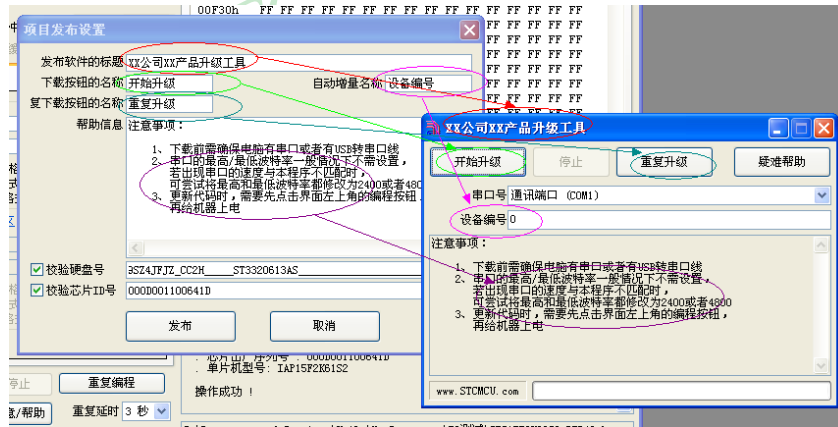 00F30h FF FF FF FF FF FF FF FF FF FF FF FF FF FF FF FF
项目发布设置
发布软件的标题 XX公司XX产品升级工具
下载按钮的名称 开始升级 自动增量名称 设备编号
复下载按钮的名称 重复升级
帮助信息 注意事项:
1、下载前需确保电脑有串口或者有USB转串口线
2、串口的最高/最低波特率一般情况下不需设置,
若出现串口的速度与本程序不匹配时,
可尝试将最高和最低波特率都修改为2400或者480
3、更新代码时,需要先点击界面左上角的编程按钮,
再给机器上电
校验硬盘号
校验芯片ID号 000D001100641D
发布 取消
XX公司XX产品升级工具
开始升级 停止 重复升级 疑难帮助
串口号 通讯端口 (COM1)
设备编号 0
注意事项:
1、下载前需确保电脑有串口或者有USB转串口线
2、串口的最高/最低波特率一般情况下不需设置,
若出现串口的速度与本程序不匹配时,
可尝试将最高和最低波特率都修改为2400或者4800
3、更新代码时,需要先点击界面左上角的编程按钮,
再给机器上电
www.STCMCU.com
. 芯片出厂序列号 : 000D001100641D
. 单片机型号: IAP15F2K61S2
操作成功 !
停止 重复编程
/帮助 重复延时 3 秒